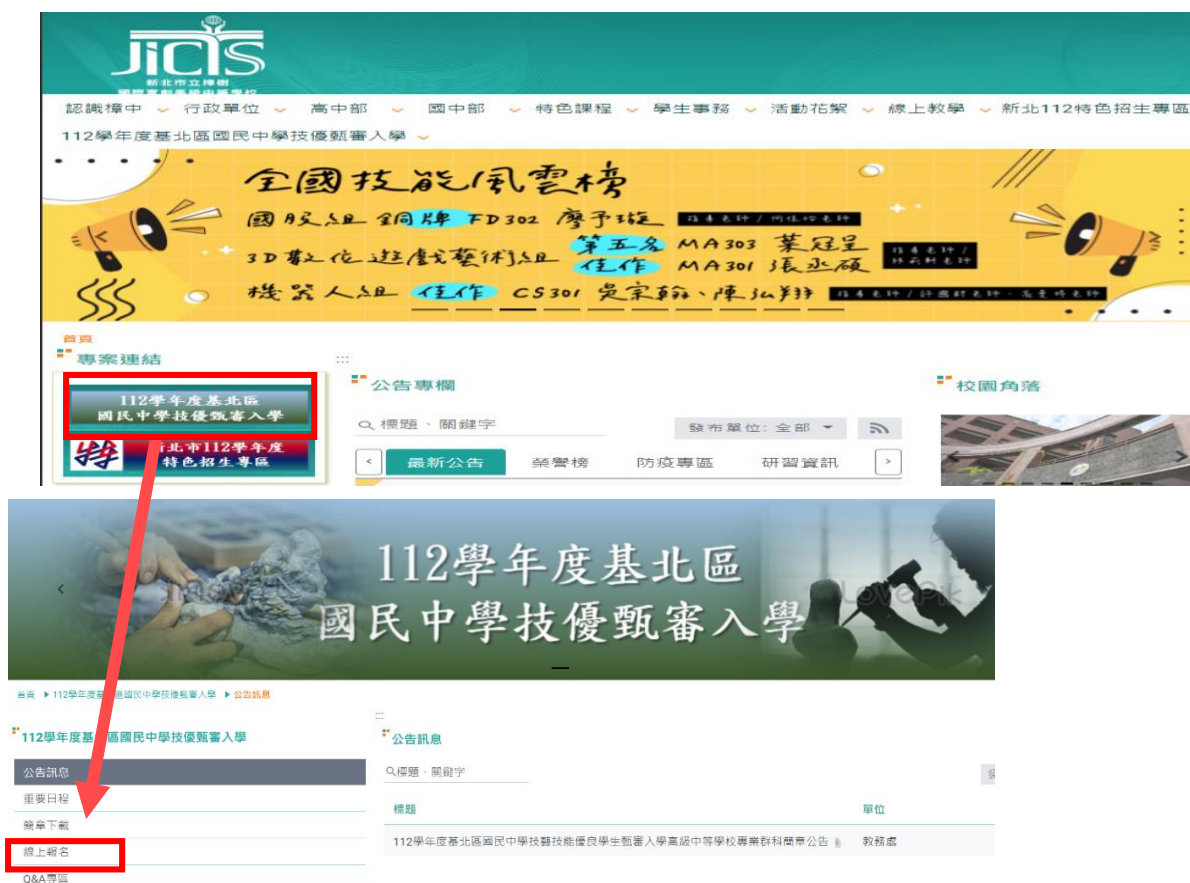 JiCIS
新北市立樟樹
國際實創高級中等學校
認識樟中 行政單位 高中部 國中部 特色課程 學生事務 活動花絮 線上教學 新北112特色招生專區
112學年度基北區國民中學技優甄審入學
全國技能風雲榜
國服組 銅牌 FD302 廖予璇
3D數位遊戲藝術組 第五名 MA303 葉冠呈
佳作 MA301 張丞碩
機器人組 佳作 CS301 吳宗翰、陳泓翔
首頁
專案連結
:::
112學年度基北區
國民中學技優甄審入學
新北市112學年度
特色招生專區
公告專欄
標題、關鍵字
發布單位: 全部
最新公告 榮譽榜 防疫專區 研習資訊
校園角落
112學年度基北區
國民中學技優甄審入學
LovePik
首頁 112學年度基北區國民中學技優甄審入學 公告訊息
:::
112學年度基北區國民中學技優甄審入學
公告訊息
重要日程
簡章下載
線上報名
Q&A專區
公告訊息
標題、關鍵字
標題 單位
112學年度基北區國民中學技藝技能優良學生甄審入學高級中等學校專業群科簡章公告 教務處